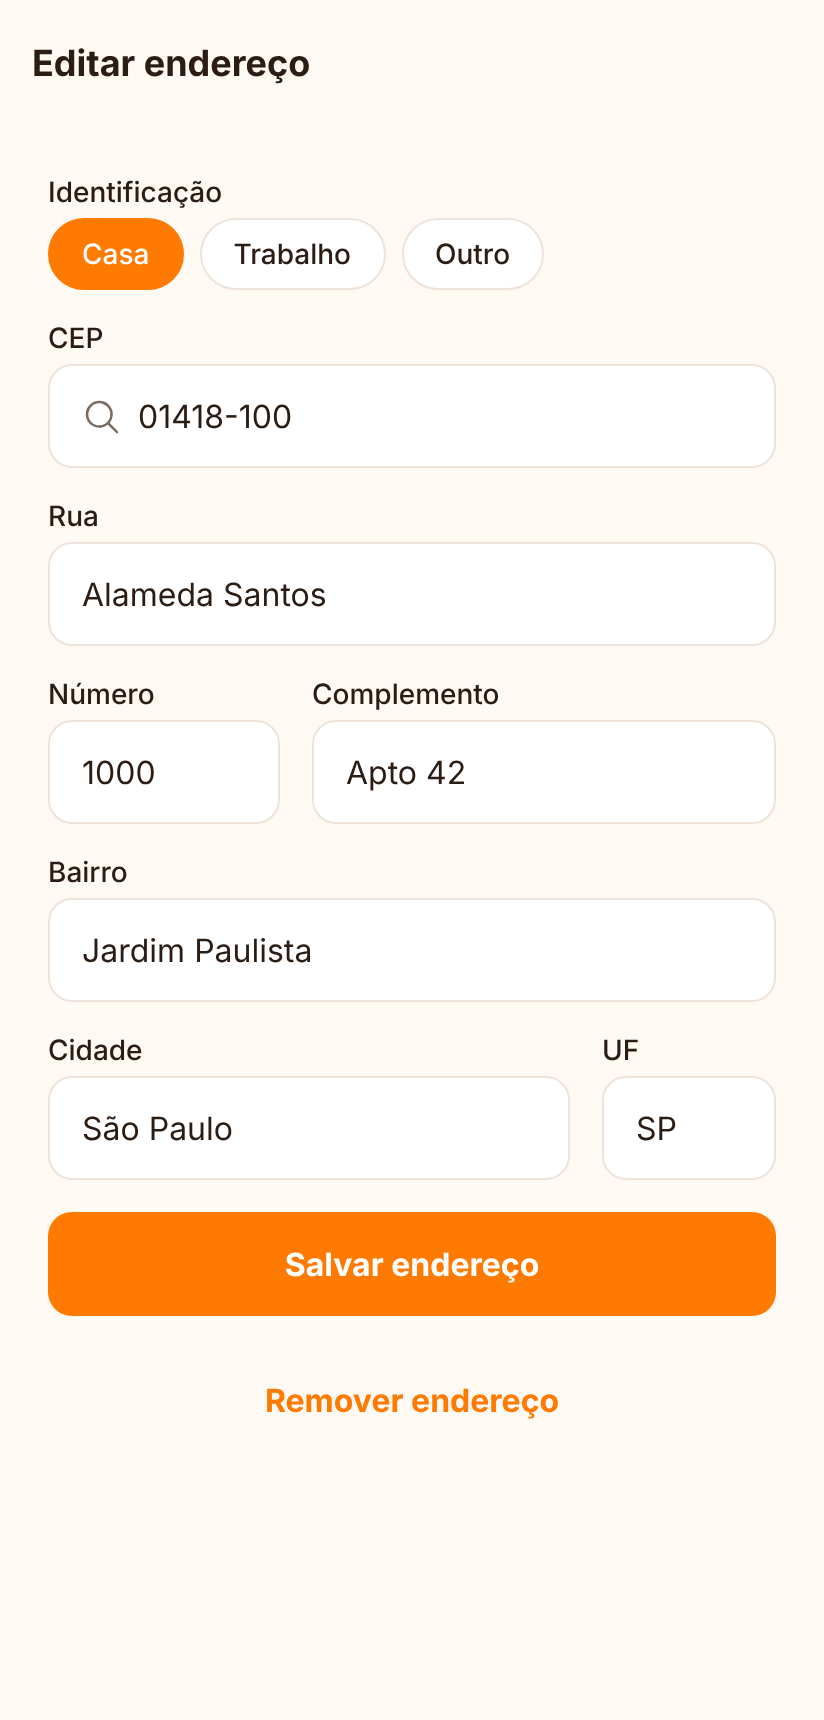 Editar endereço
Identificação
Casa Trabalho Outro
CEP
01418-100
Rua
Alameda Santos
Número Complemento
1000 Apto 42
Bairro
Jardim Paulista
Cidade UF
São Paulo SP
Salvar endereço
Remover endereço